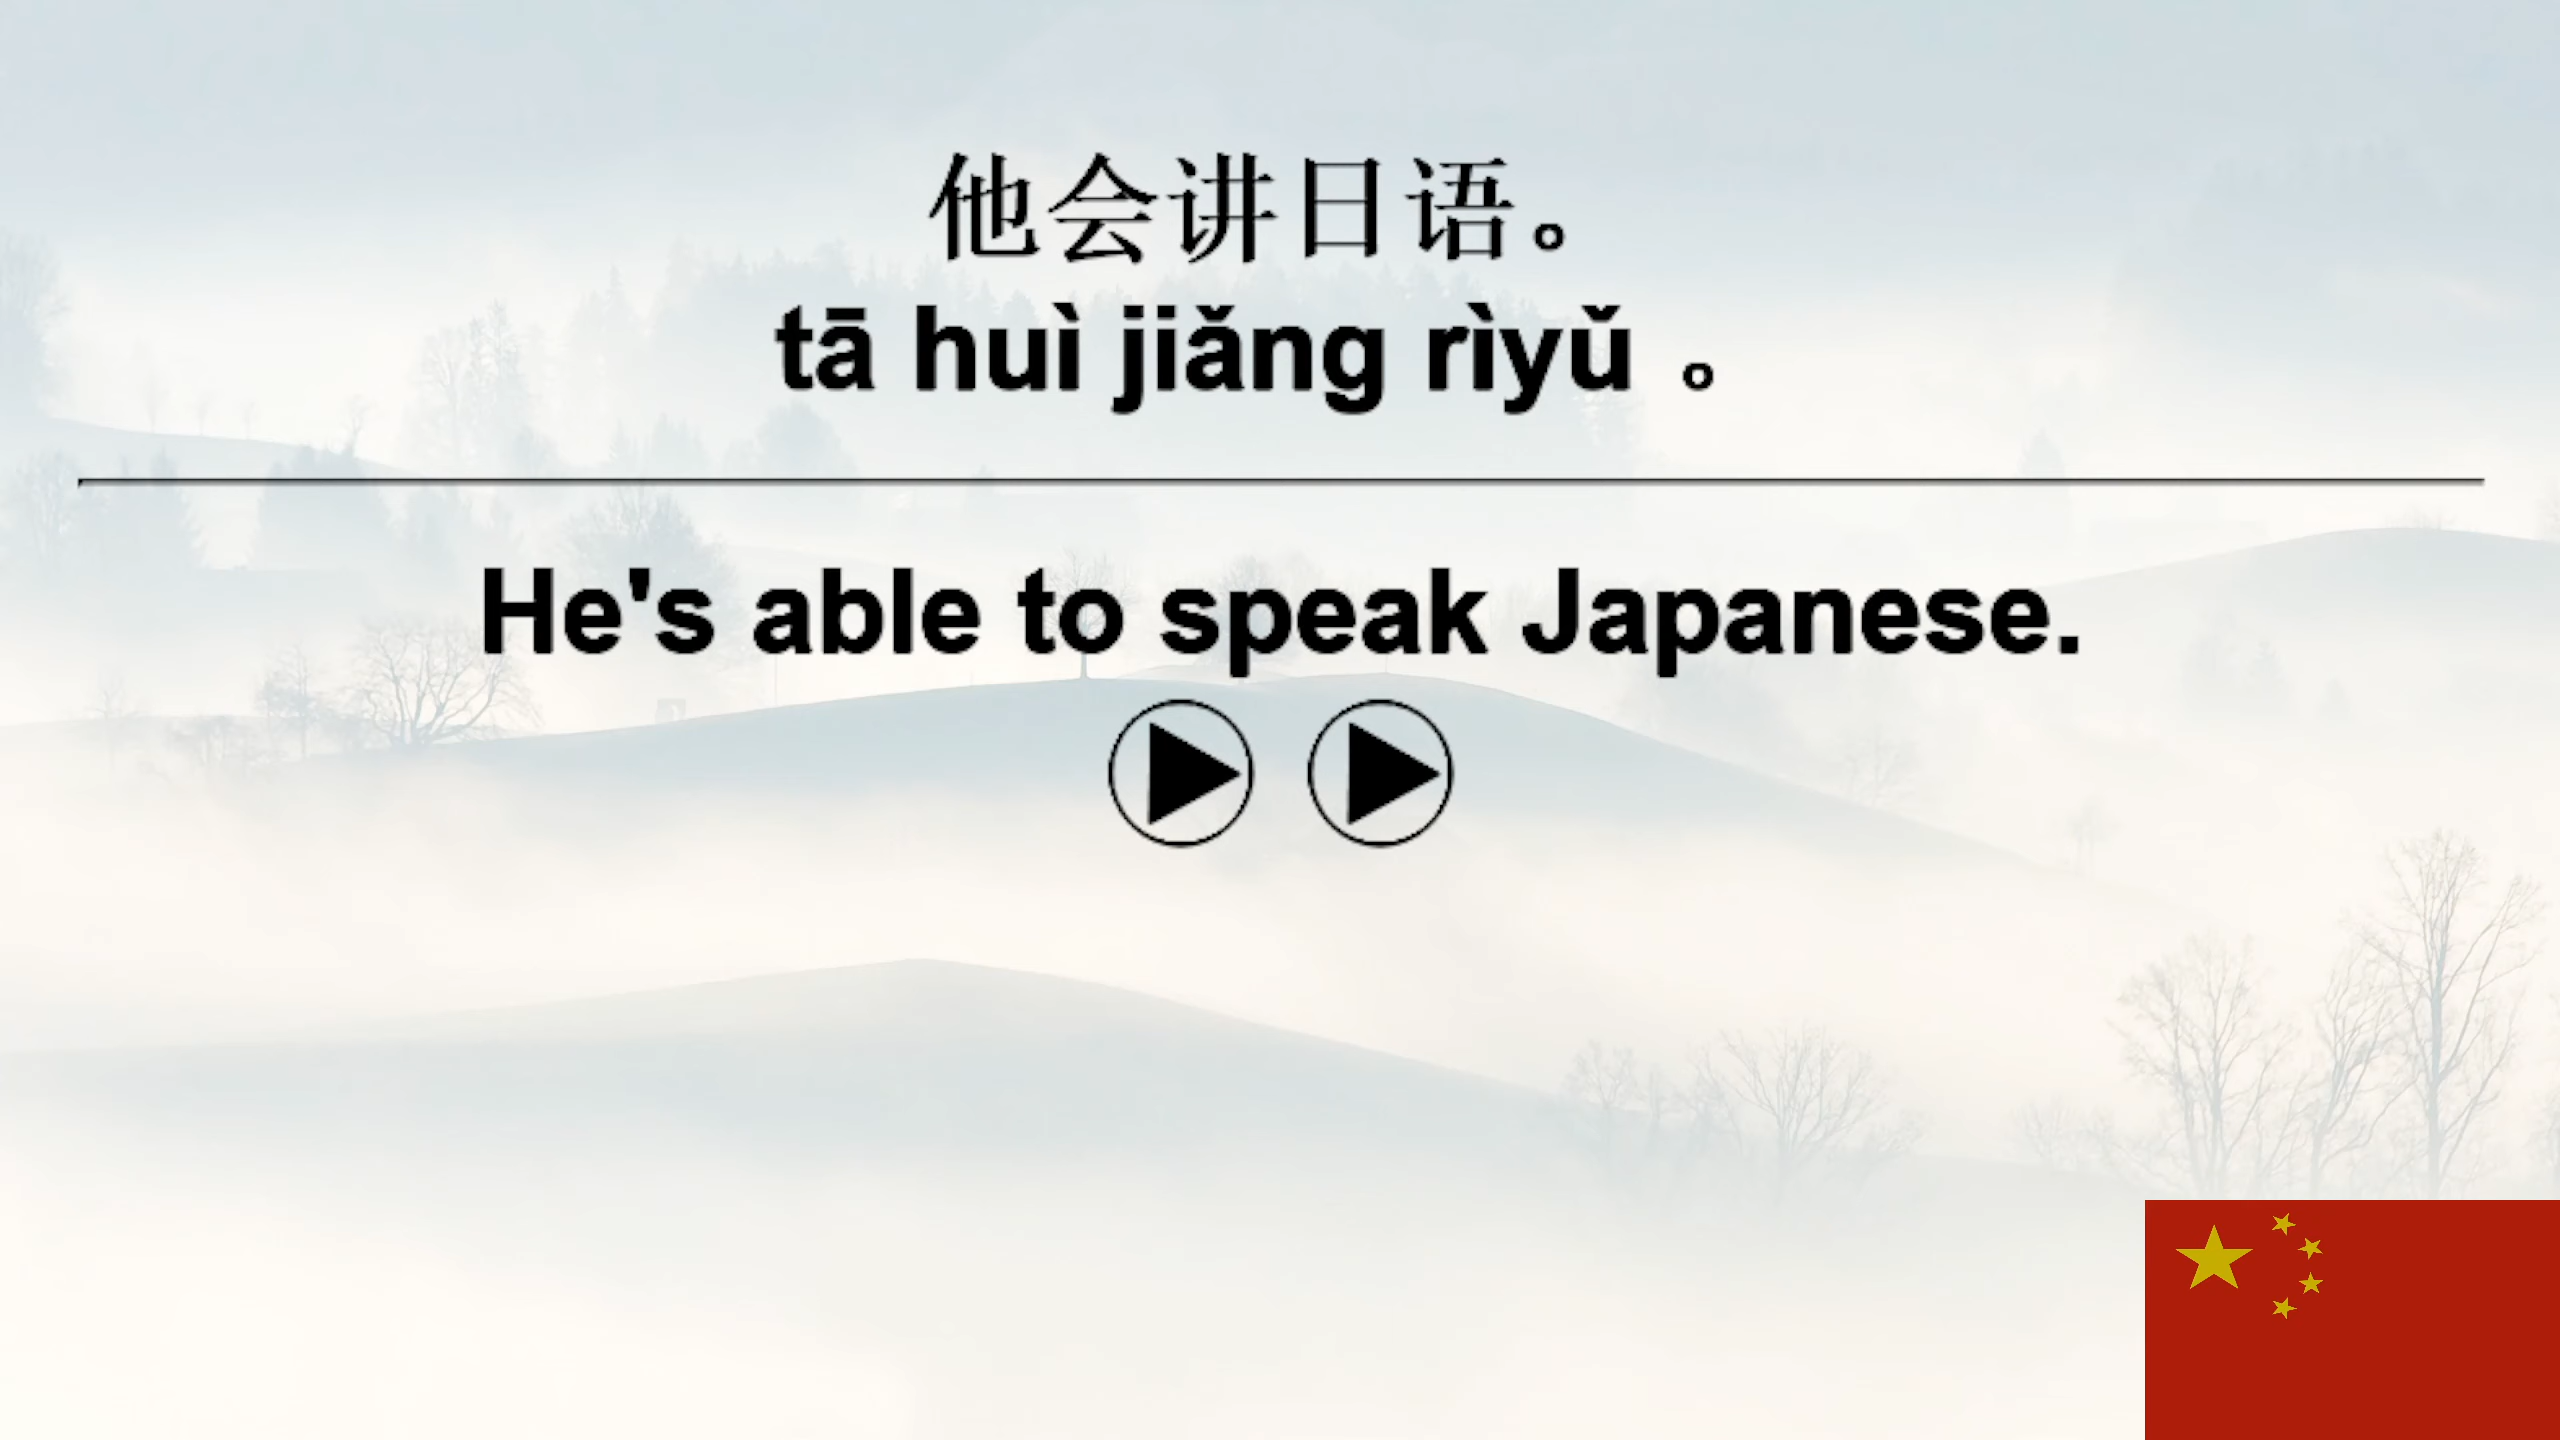 他会讲日语。
tā huì jiǎng rìyǔ 。
He's able to speak Japanese.